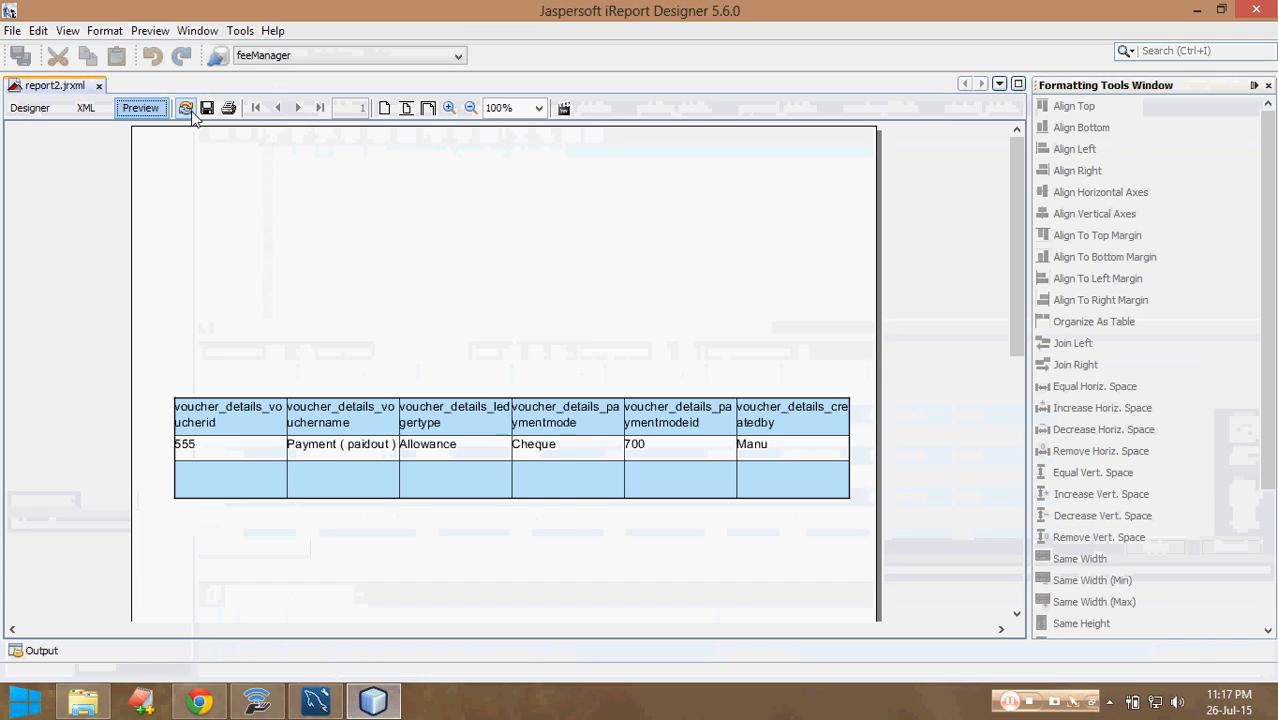 Jaspersoft iReport Designer 5.6.0
File Edit View Format Preview Window Tools Help
feeManager
Search (Ctrl+I)
report2.jrxml
Formatting Tools Window
Designer XML Preview 1 100%
Align Top
Align Bottom
Align Left
Align Right
Align Horizontal Axes
Align Vertical Axes
Align To Top Margin
Align To Bottom Margin
Align To Left Margin
Align To Right Margin
Organize As Table
Join Left
Join Right
Equal Horiz. Space
Increase Horiz. Space
Decrease Horiz. Space
Remove Horiz. Space
Equal Vert. Space
Increase Vert. Space
Decrease Vert. Space
Remove Vert. Space
Same Width
Same Width (Min)
Same Width (Max)
Same Height
voucher_details_vo voucher_details_vo voucher_details_led voucher_details_pa voucher_details_pa voucher_details_cre
ucherid uchername gertype ymentmode ymentmodeid atedby
555 Payment ( paidout ) Allowance Cheque 700 Manu
Output
11:17 PM
26-Jul-15